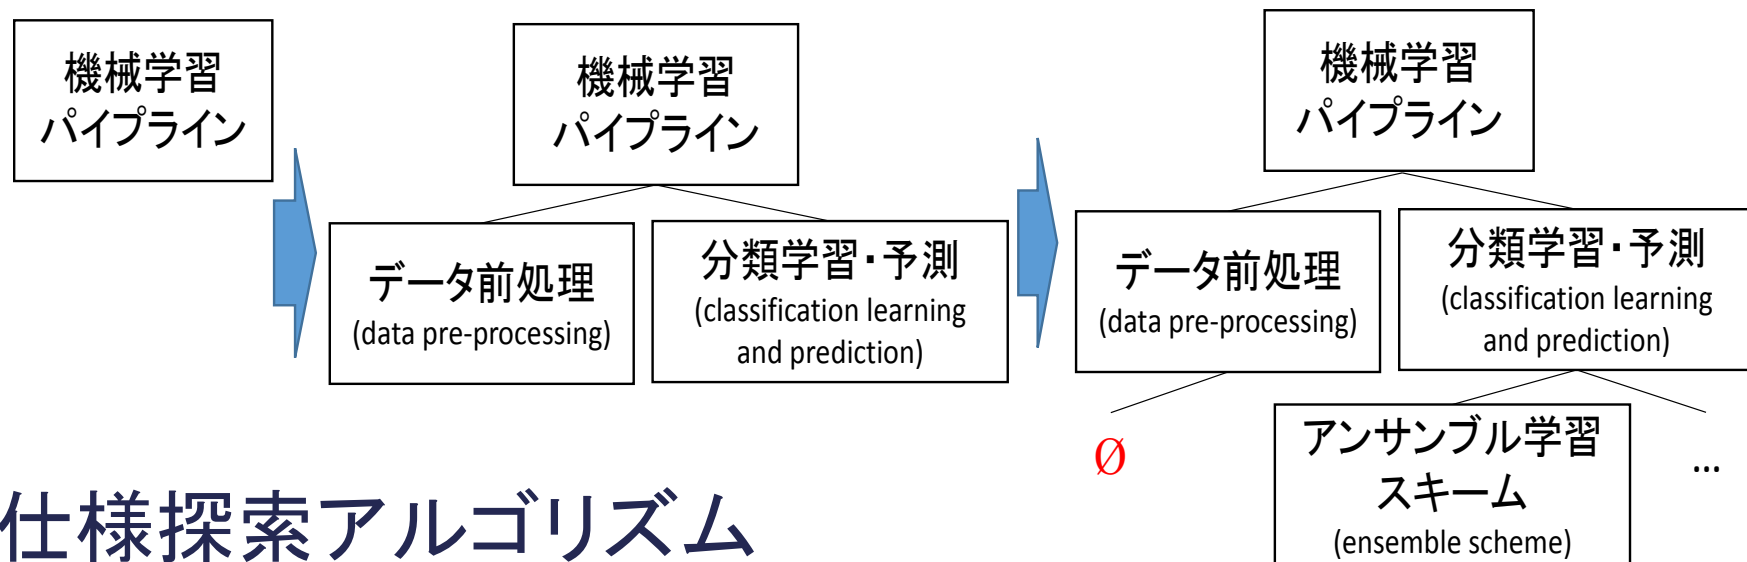 機械学習
パイプライン
機械学習
パイプライン
データ前処理
(data pre-processing)
分類学習・予測
(classification learning
and prediction)
機械学習
パイプライン
データ前処理
(data pre-processing)
分類学習・予測
(classification learning
and prediction)
Ø
アンサンブル学習
スキーム
(ensemble scheme)
...
仕様探索アルゴリズム